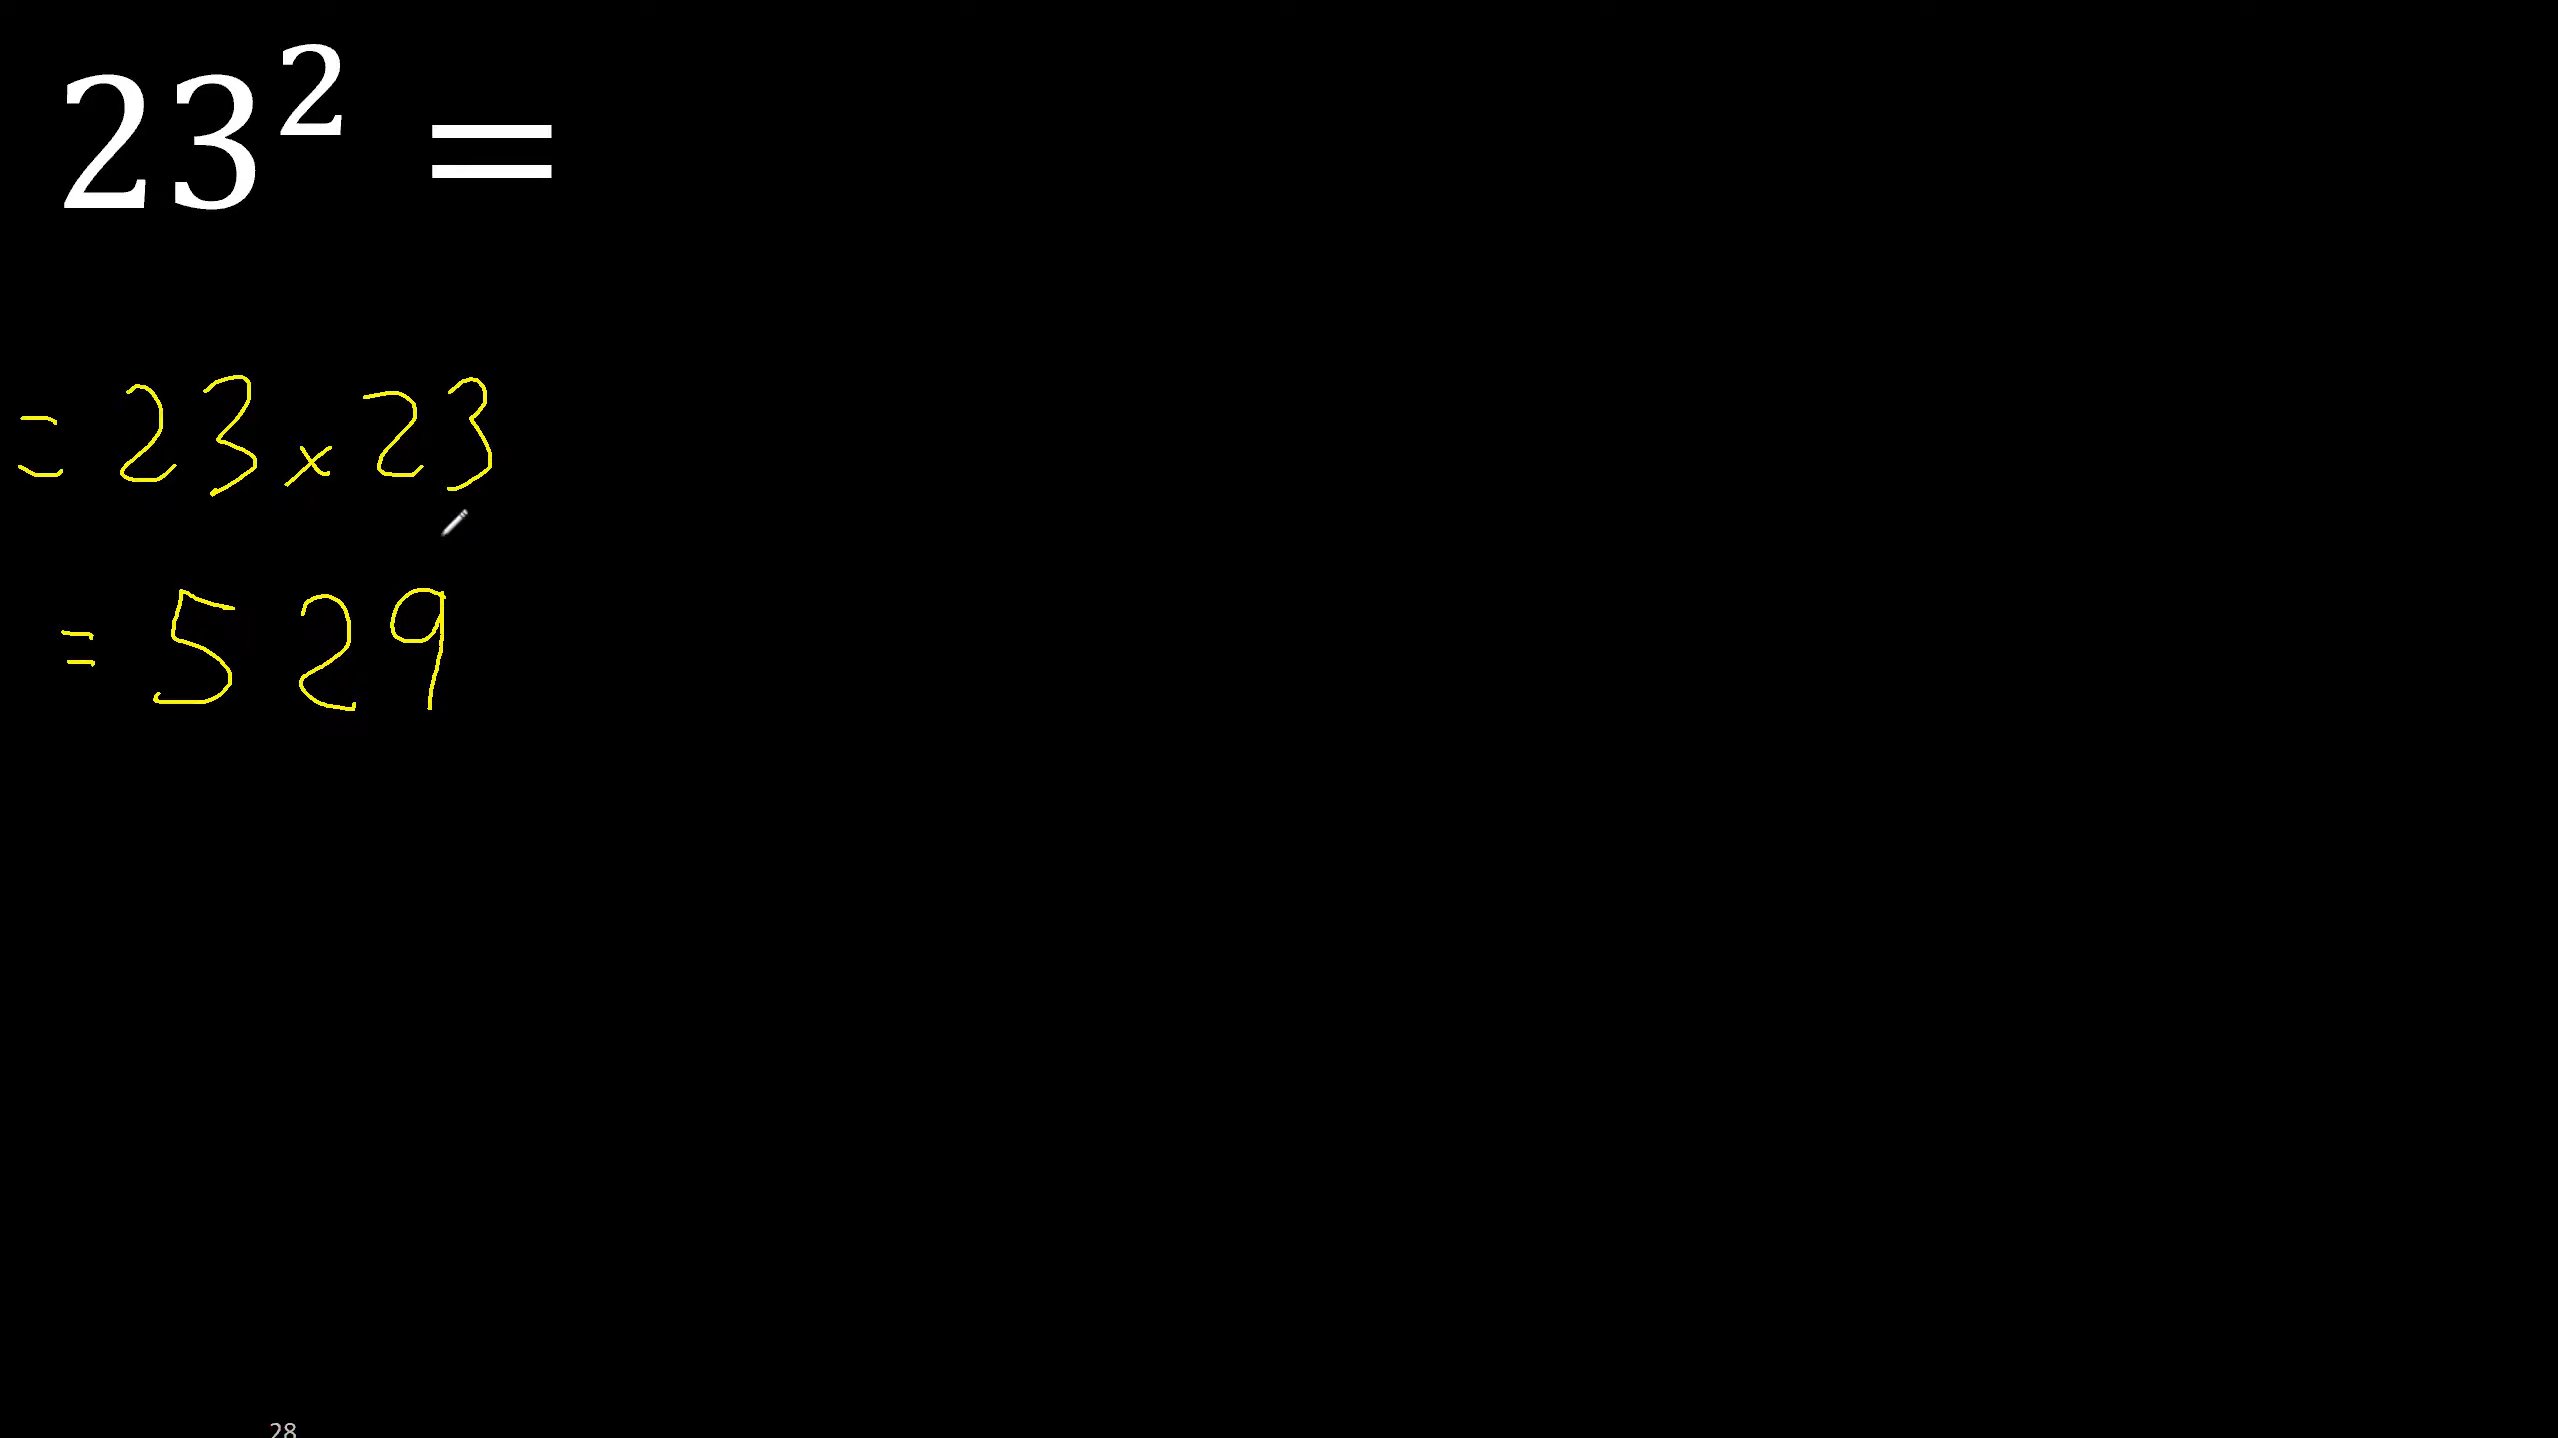 23² =
= 23 × 23
= 529
28